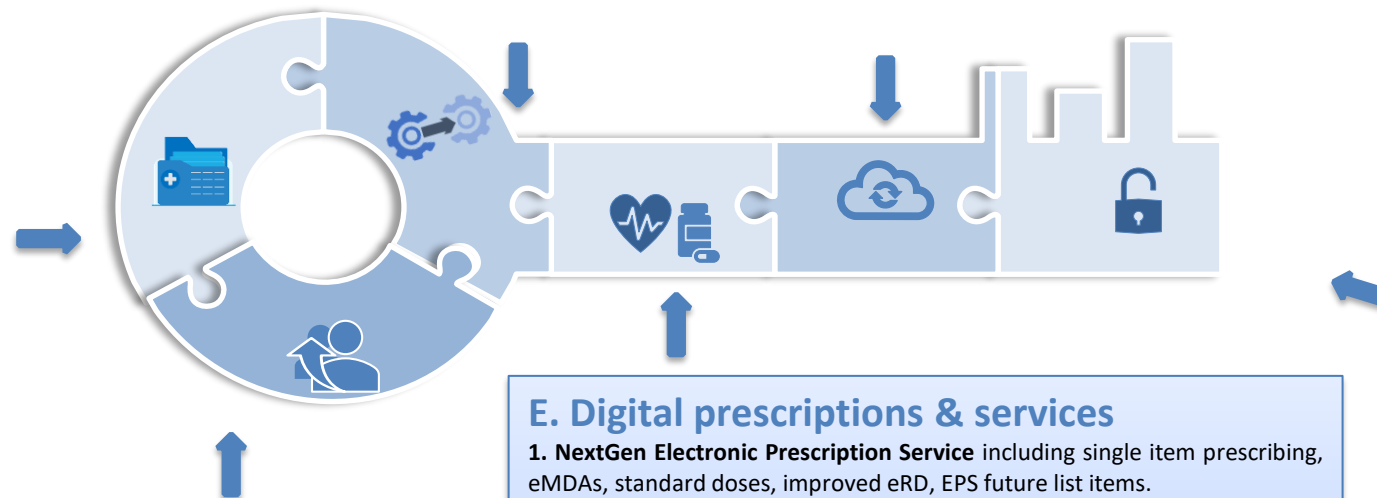 E. Digital prescriptions & services
1. NextGen Electronic Prescription Service including single item prescribing,
eMDAs, standard doses, improved eRD, EPS future list items.